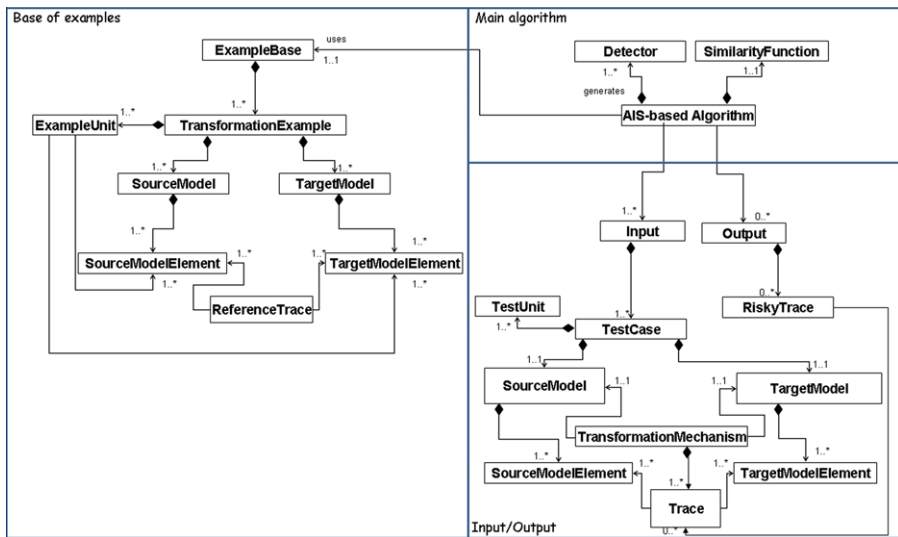 Base of examples
ExampleBase
uses
1..1
1..*
ExampleUnit
1..*
TransformationExample
1..*
1..*
SourceModel
TargetModel
1..*
1..*
SourceModelElement
1..*
1..*
TargetModelElement
1..*
1..*
ReferenceTrace
Main algorithm
Detector
SimilarityFunction
1..*
1..1
generates
AIS-based Algorithm
1..*
0..*
Input
Output
TestUnit
1..*
1..*
TestCase
0..*
RiskyTrace
1..1
1..1
SourceModel
1..1
1..1
TargetModel
TransformationMechanism
1..*
1..*
SourceModelElement
1..*
1..*
1..*
TargetModelElement
Trace
0..*
Input/Output